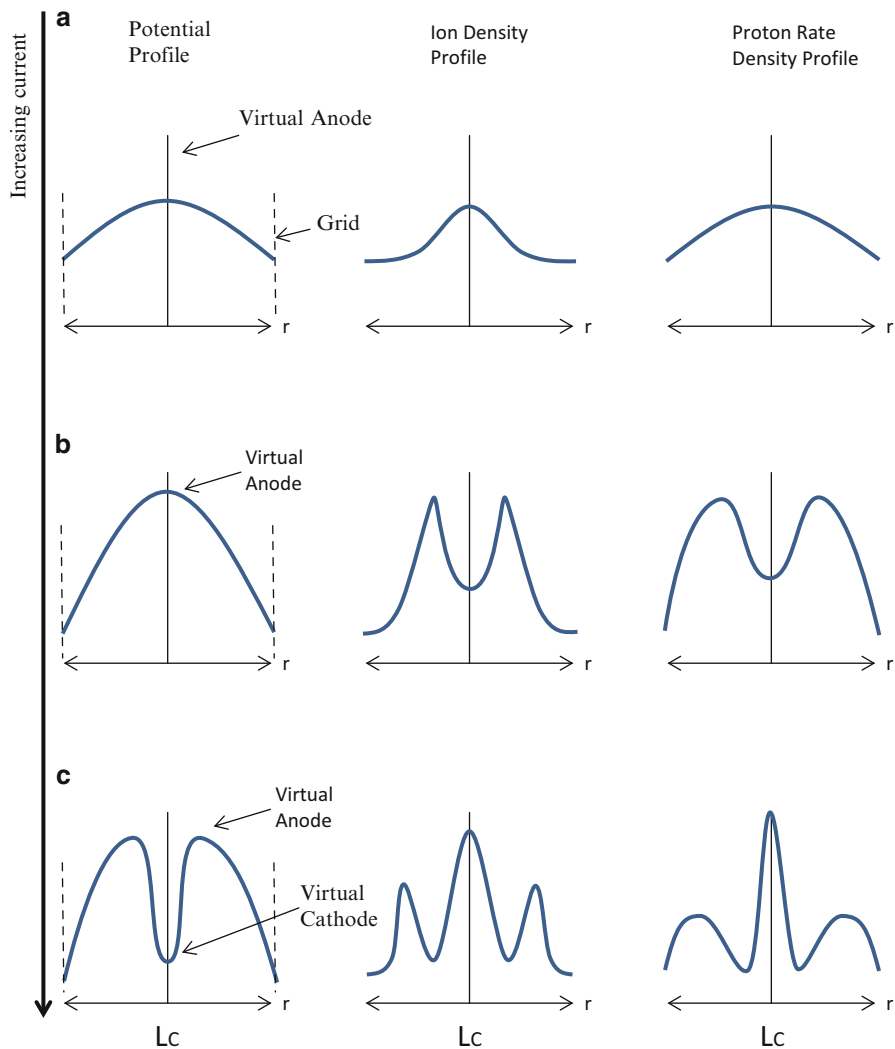 Increasing current
a
Potential
Profile
Ion Density
Profile
Proton Rate
Density Profile
Virtual Anode
Grid
r
r
r
b
Virtual
Anode
r
r
r
c
Virtual
Anode
Virtual
Cathode
r
r
r
Lc
Lc
Lc